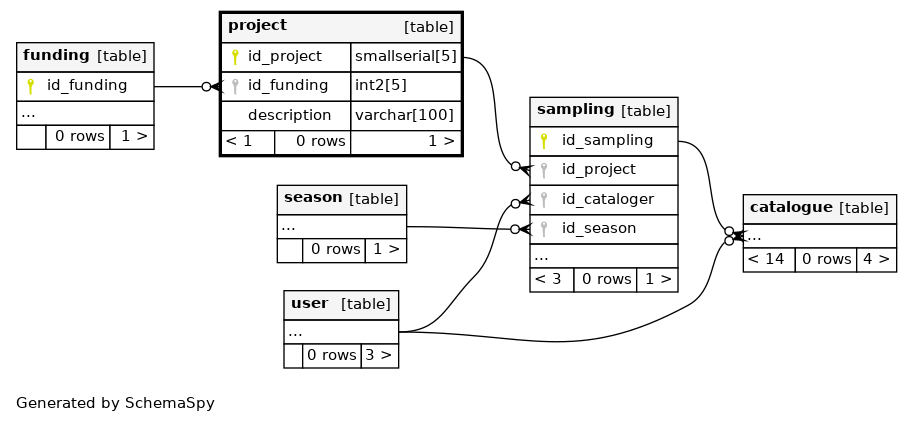 funding [table]
id_funding
...
0 rows 1 >
project [table]
id_project smallserial[5]
id_funding int2[5]
description varchar[100]
< 1 0 rows 1 >
season [table]
...
0 rows 1 >
user [table]
...
0 rows 3 >
sampling [table]
id_sampling
id_project
id_cataloger
id_season
...
< 3 0 rows 1 >
catalogue [table]
...
< 14 0 rows 4 >
Generated by SchemaSpy